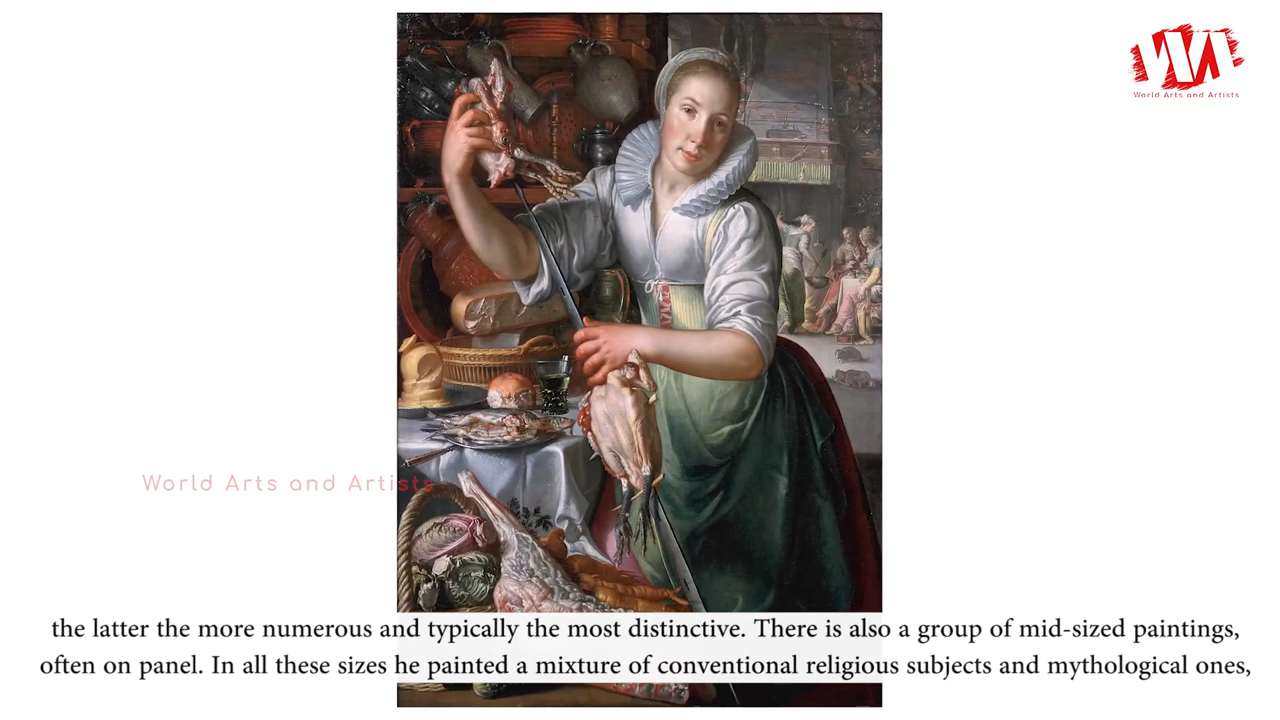 World Arts and Artists
World Arts and Artists
the latter the more numerous and typically the most distinctive. There is also a group of mid-sized paintings,
often on panel. In all these sizes he painted a mixture of conventional religious subjects and mythological ones,